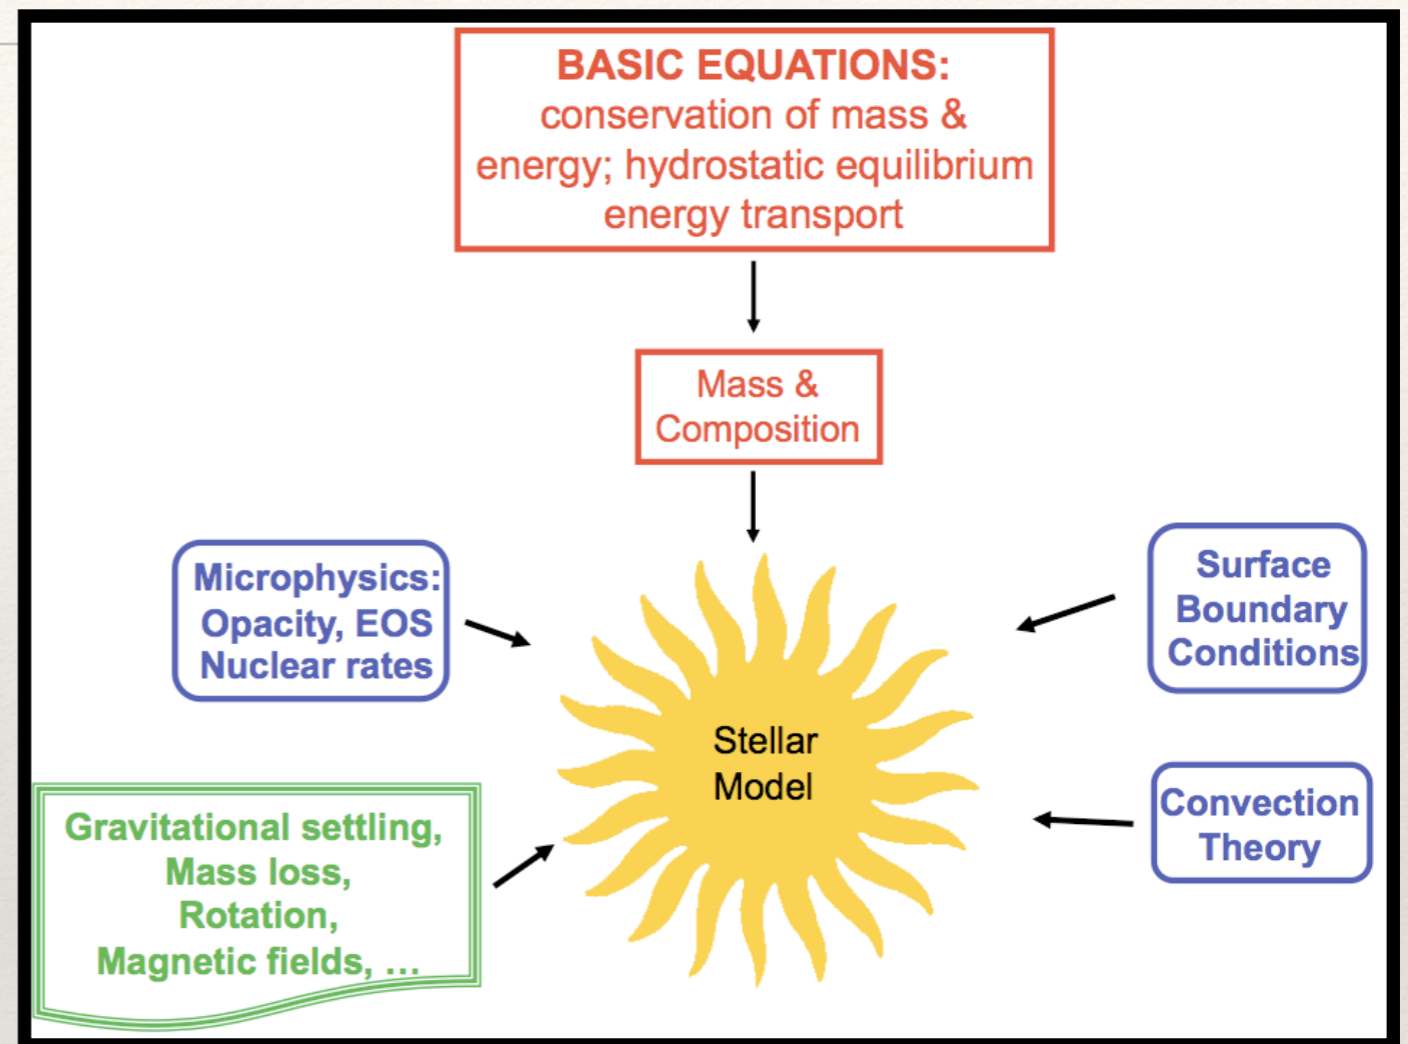 BASIC EQUATIONS:
conservation of mass &
energy; hydrostatic equilibrium
energy transport
Mass &
Composition
Microphysics:
Opacity, EOS
Nuclear rates
Surface
Boundary
Conditions
Stellar
Model
Gravitational settling,
Mass loss,
Rotation,
Magnetic fields, ...
Convection
Theory